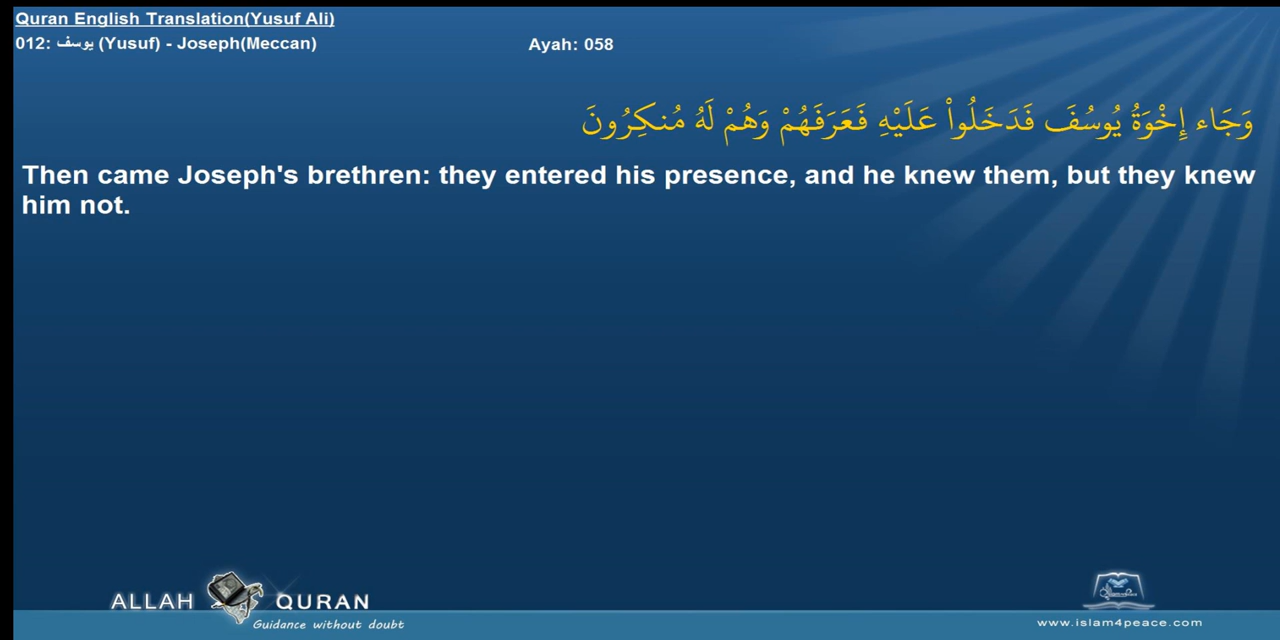 Quran English Translation(Yusuf Ali)
012: يوسف (Yusuf) - Joseph(Meccan) Ayah: 058
وَجَاء إِخْوَةُ يُوسُفَ فَدَخَلُواْ عَلَيْهِ فَعَرَفَهُمْ وَهُمْ لَهُ مُنكِرُونَ
Then came Joseph's brethren: they entered his presence, and he knew them, but they knew
him not.
ALLAH QURAN
Guidance without doubt
www.islam4peace.com